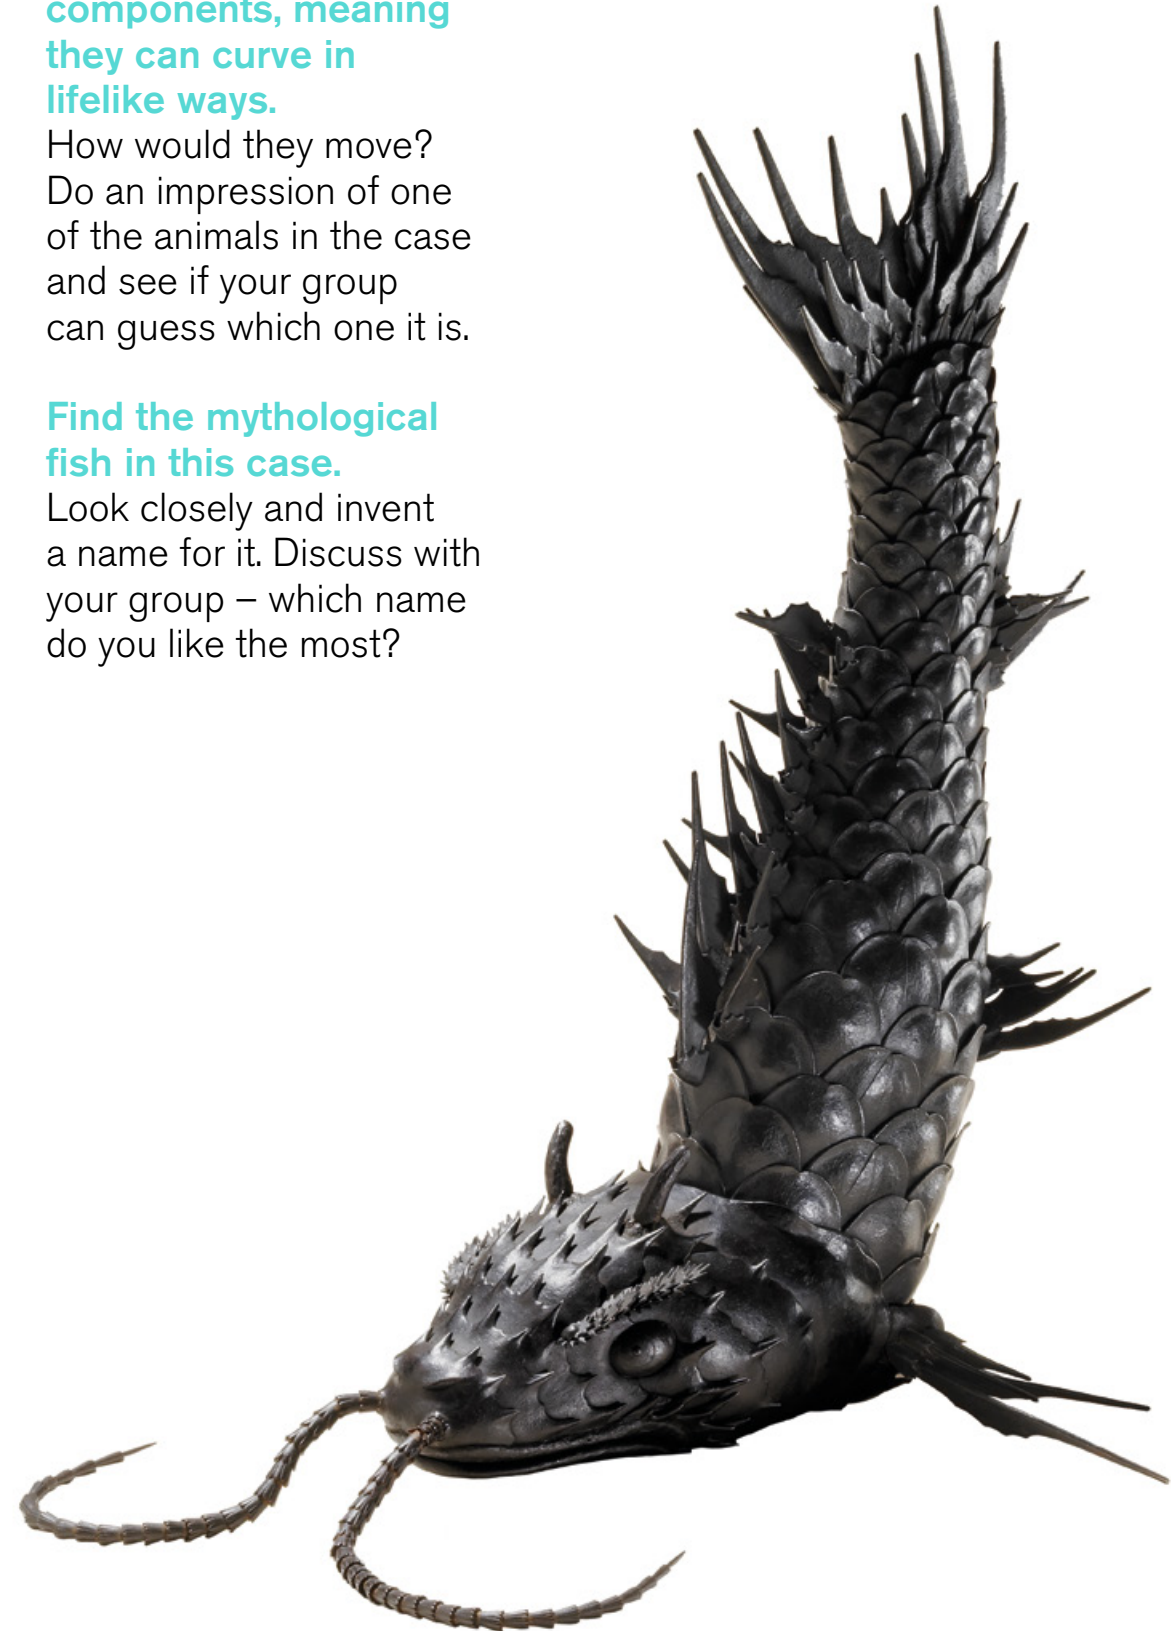 components, meaning
they can curve in
lifelike ways.
How would they move?
Do an impression of one
of the animals in the case
and see if your group
can guess which one it is.
Find the mythological
fish in this case.
Look closely and invent
a name for it. Discuss with
your group – which name
do you like the most?